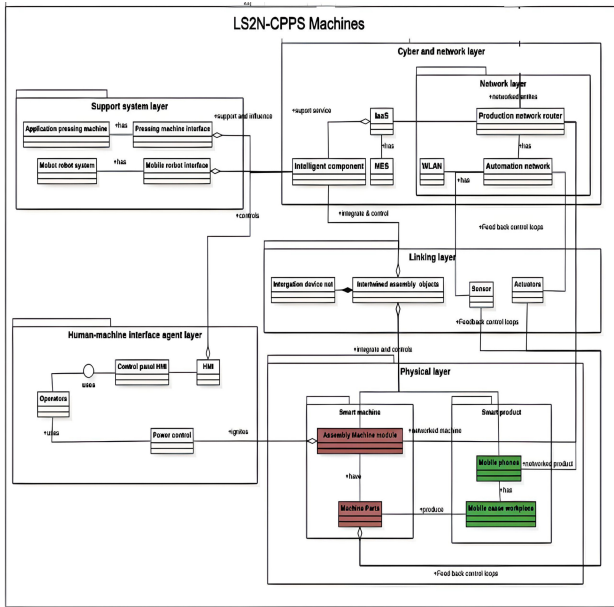 LS2N-CPPS Machines
Cyber and network layer
Network layer
+networked entites
Support system layer
+suport service
IaaS
Production network router
Application pressing machine
+has
Pressing machine interface
+support and influence
+has
+has
Mobot robot system
+has
Mobile rorbot interface
Intelligent component
MES
WLAN
Automation network
+has
+controls
+integrate & control
+Feed back control loops
Linking layer
Intergation device net
Intertwined assembly objects
Sensor
Actuators
+Feedback control loops
Human-machine interface agent layer
+integrate and controls
Physical layer
Control panel HMI
HMI
uses
Operators
Smart machine
Smart product
+uses
Power control
+ignites
Assembly Machine module
+networked machine
Mobile phones
+networked product
+have
+has
Machine Parts
+produce
Mobile cease workpiens
+Feed back control loops